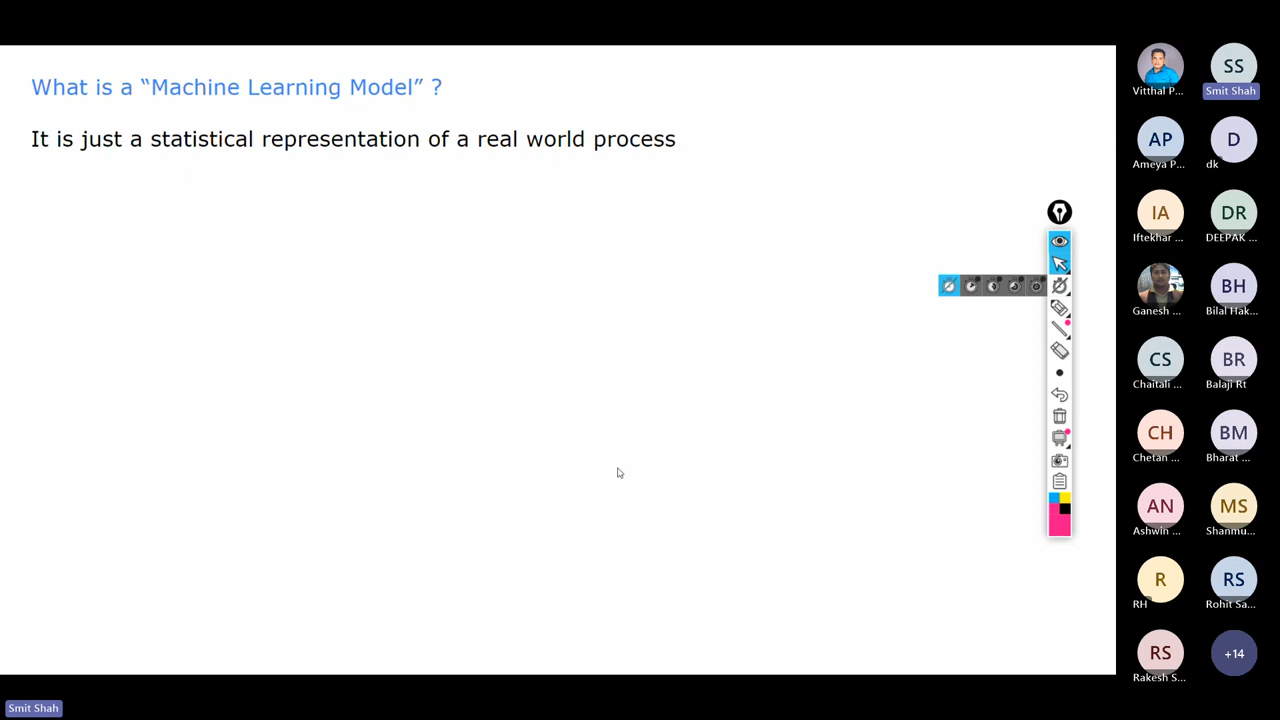 What is a “Machine Learning Model” ?
It is just a statistical representation of a real world process
Vitthal P...
SS
Smit Shah
AP
Ameya P...
D
dk
IA
Iftekhar ...
DR
DEEPAK ...
Ganesh ...
BH
Bilal Hak...
CS
Chaitali ...
BR
Balaji Rt
CH
Chetan ...
BM
Bharat ...
AN
Ashwin ...
MS
Shanmu...
R
RH
RS
Rohit Sa...
RS
Rakesh S...
+14
Smit Shah